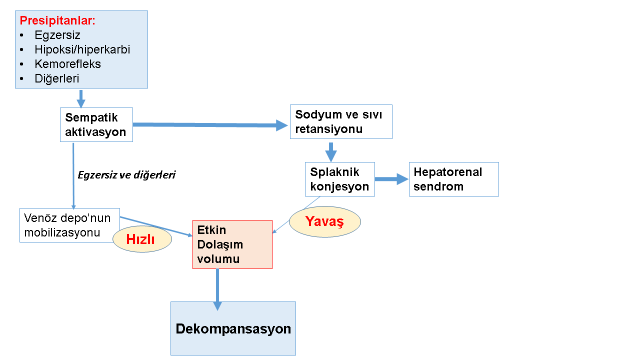 Presipitanlar:
• Egzersiz
• Hipoksi/hiperkarbi
• Kemorefleks
• Diğerleri
Sempatik
aktivasyon
Sodyum ve sıvı
retansiyonu
Egzersiz ve diğerleri
Splaknik
konjesyon
Hepatorenal
sendrom
Venöz depo'nun
mobilizasyonu
Hızlı
Etkin
Dolaşım
volumu
Yavaş
Dekompansasyon